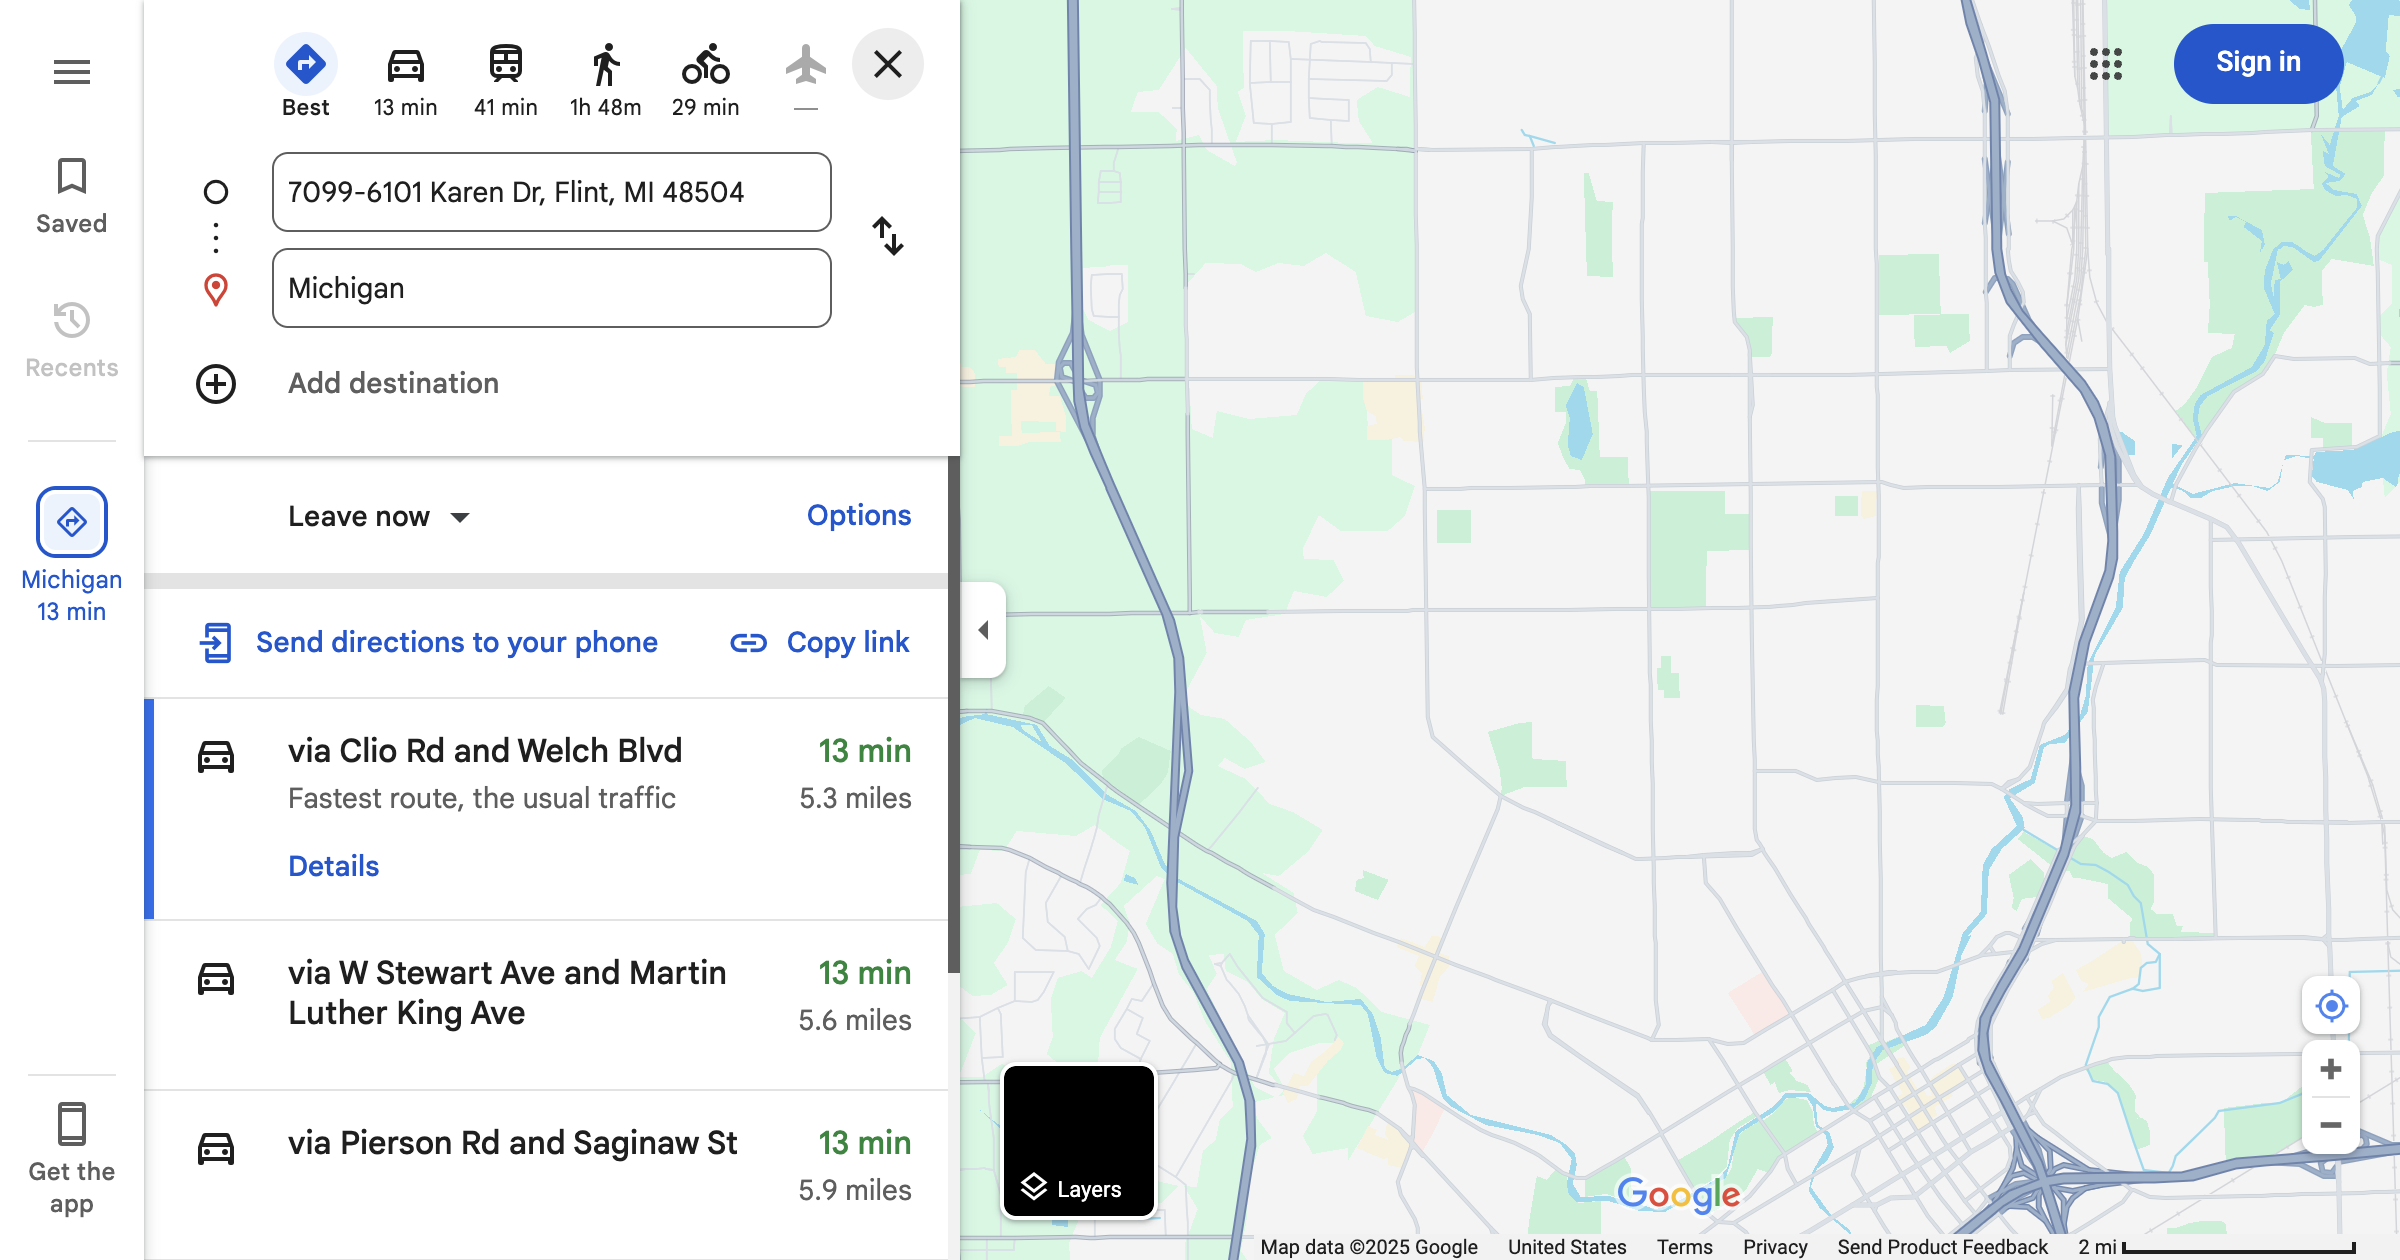 Best
13 min
41 min
1h 48m
29 min
—
Sign in
Saved
Recents
Michigan
13 min
Get the
app
7099-6101 Karen Dr, Flint, MI 48504
Michigan
Add destination
Leave now
Options
Send directions to your phone
Copy link
via Clio Rd and Welch Blvd
13 min
Fastest route, the usual traffic
5.3 miles
Details
via W Stewart Ave and Martin
Luther King Ave
13 min
5.6 miles
via Pierson Rd and Saginaw St
13 min
5.9 miles
Layers
Google
Map data ©2025 Google
United States
Terms
Privacy
Send Product Feedback
2 mi